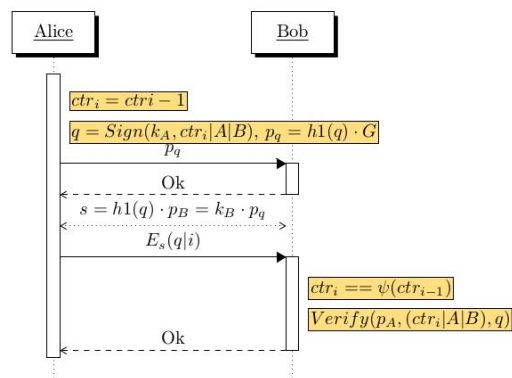 Alice Bob
ctr_i = ctri − 1
q = Sign(k_A, ctr_i|A|B), p_q = h1(q) · G
p_q
Ok
s = h1(q) · p_B = k_B · p_q
E_s(q|i)
ctr_i == ψ(ctr_{i−1})
Verify(p_A, (ctr_i|A|B), q)
Ok